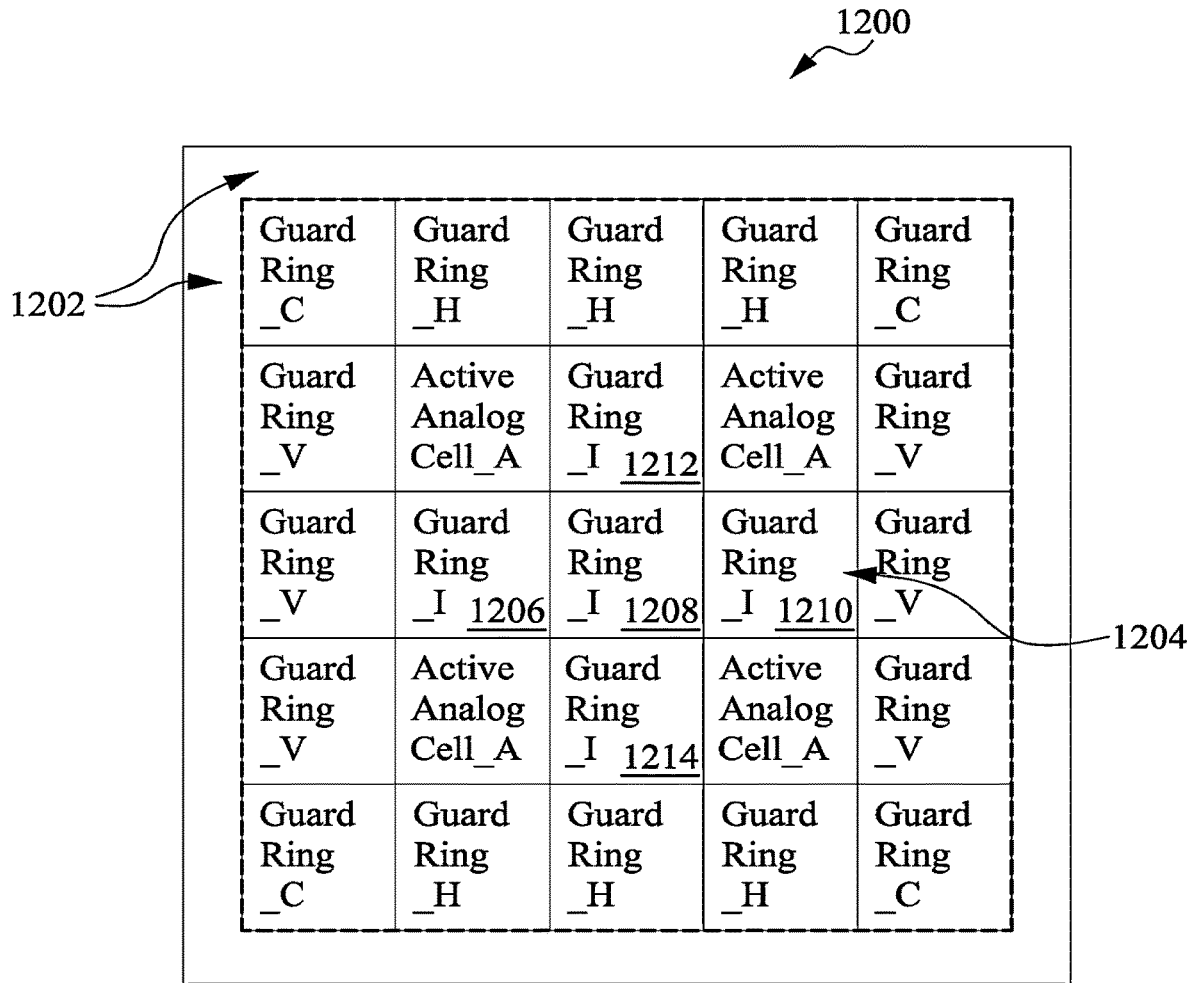 1200
1202
Guard
Ring
_C
Guard
Ring
_H
Guard
Ring
_H
Guard
Ring
_H
Guard
Ring
_C
Guard
Ring
_V
Active
Analog
Cell_A
Guard
Ring
_I 1212
Active
Analog
Cell_A
Guard
Ring
_V
Guard
Ring
_V
Guard
Ring
_I 1206
Guard
Ring
_I 1208
Guard
Ring
_I 1210
Guard
Ring
_V
1204
Guard
Ring
_V
Active
Analog
Cell_A
Guard
Ring
_I 1214
Active
Analog
Cell_A
Guard
Ring
_V
Guard
Ring
_C
Guard
Ring
_H
Guard
Ring
_H
Guard
Ring
_H
Guard
Ring
_C